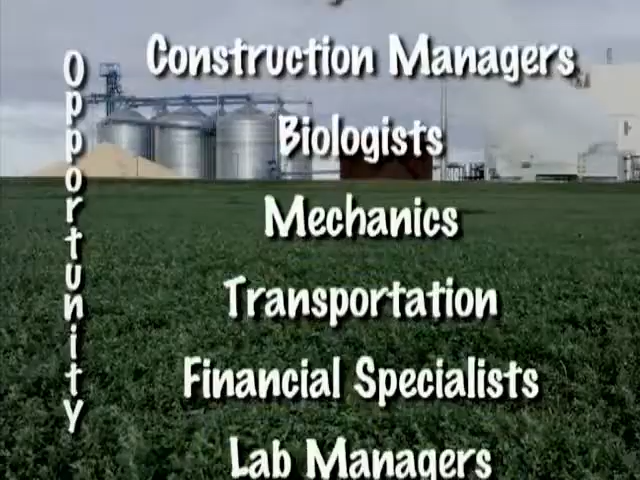 Opportunity
Construction Managers
Biologists
Mechanics
Transportation
Financial Specialists
Lab Managers